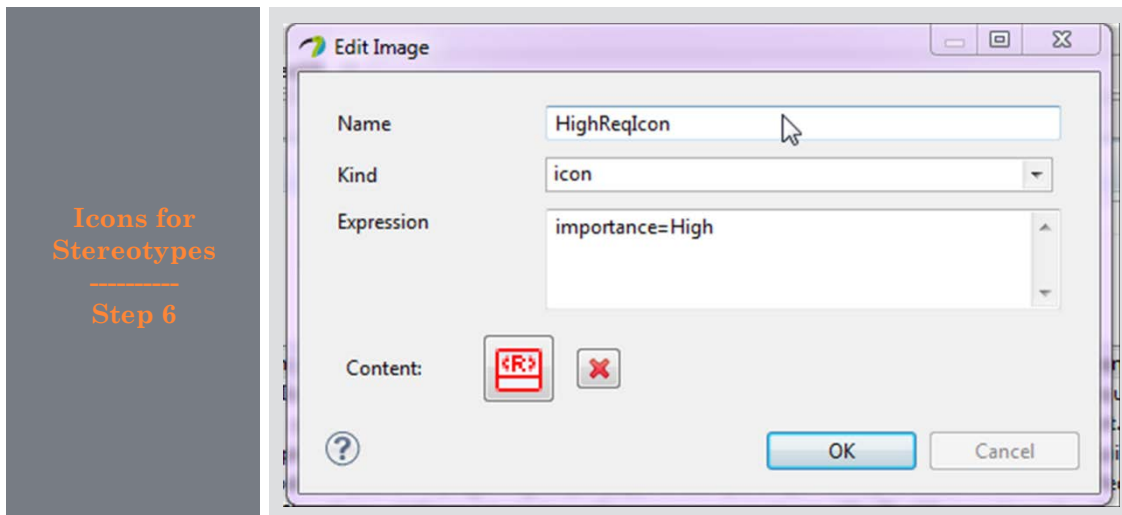 Icons for
Stereotypes
----------
Step 6
Edit Image
Name
HighReqIcon
Kind
icon
Expression
importance=High
Content:
<R>
?
OK
Cancel